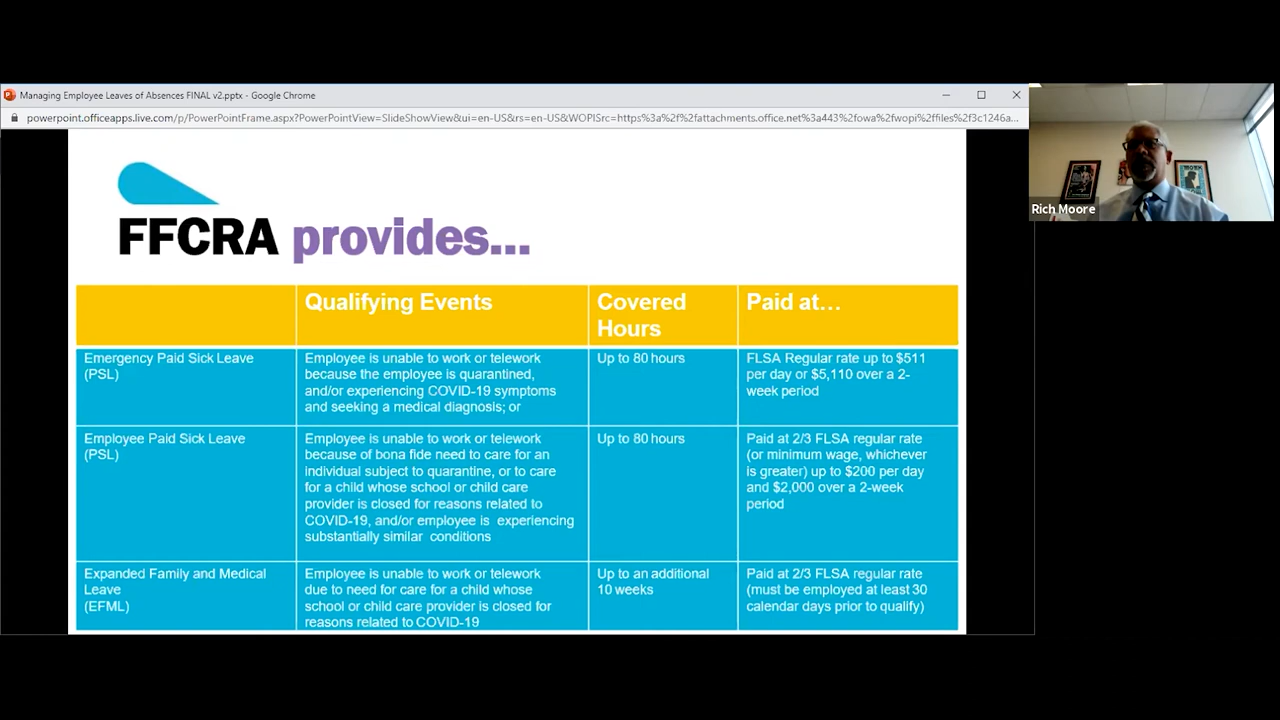 Managing Employee Leaves of Absences FINAL v2.pptx - Google Chrome
powerpoint.officeapps.live.com/p/PowerPointFrame.aspx?PowerPointView=SlideShowView&ui=en-US&rs=en-US&WOPISrc=https%3a%2f%2fattachments.office.net%3a443%2fowa%2fwopi%2ffiles%2f3c1246a...
FFCRA provides...
Qualifying Events
Covered
Hours
Paid at...
Emergency Paid Sick Leave
(PSL)
Employee is unable to work or telework
because the employee is quarantined,
and/or experiencing COVID-19 symptoms
and seeking a medical diagnosis; or
Up to 80 hours
FLSA Regular rate up to $511
per day or $5,110 over a 2-
week period
Employee Paid Sick Leave
(PSL)
Employee is unable to work or telework
because of bona fide need to care for an
individual subject to quarantine, or to care
for a child whose school or child care
provider is closed for reasons related to
COVID-19, and/or employee is experiencing
substantially similar conditions
Up to 80 hours
Paid at 2/3 FLSA regular rate
(or minimum wage, whichever
is greater) up to $200 per day
and $2,000 over a 2-week
period
Expanded Family and Medical
Leave
(EFML)
Employee is unable to work or telework
due to need for care for a child whose
school or child care provider is closed for
reasons related to COVID-19
Up to an additional
10 weeks
Paid at 2/3 FLSA regular rate
(must be employed at least 30
calendar days prior to qualify)
Rich Moore